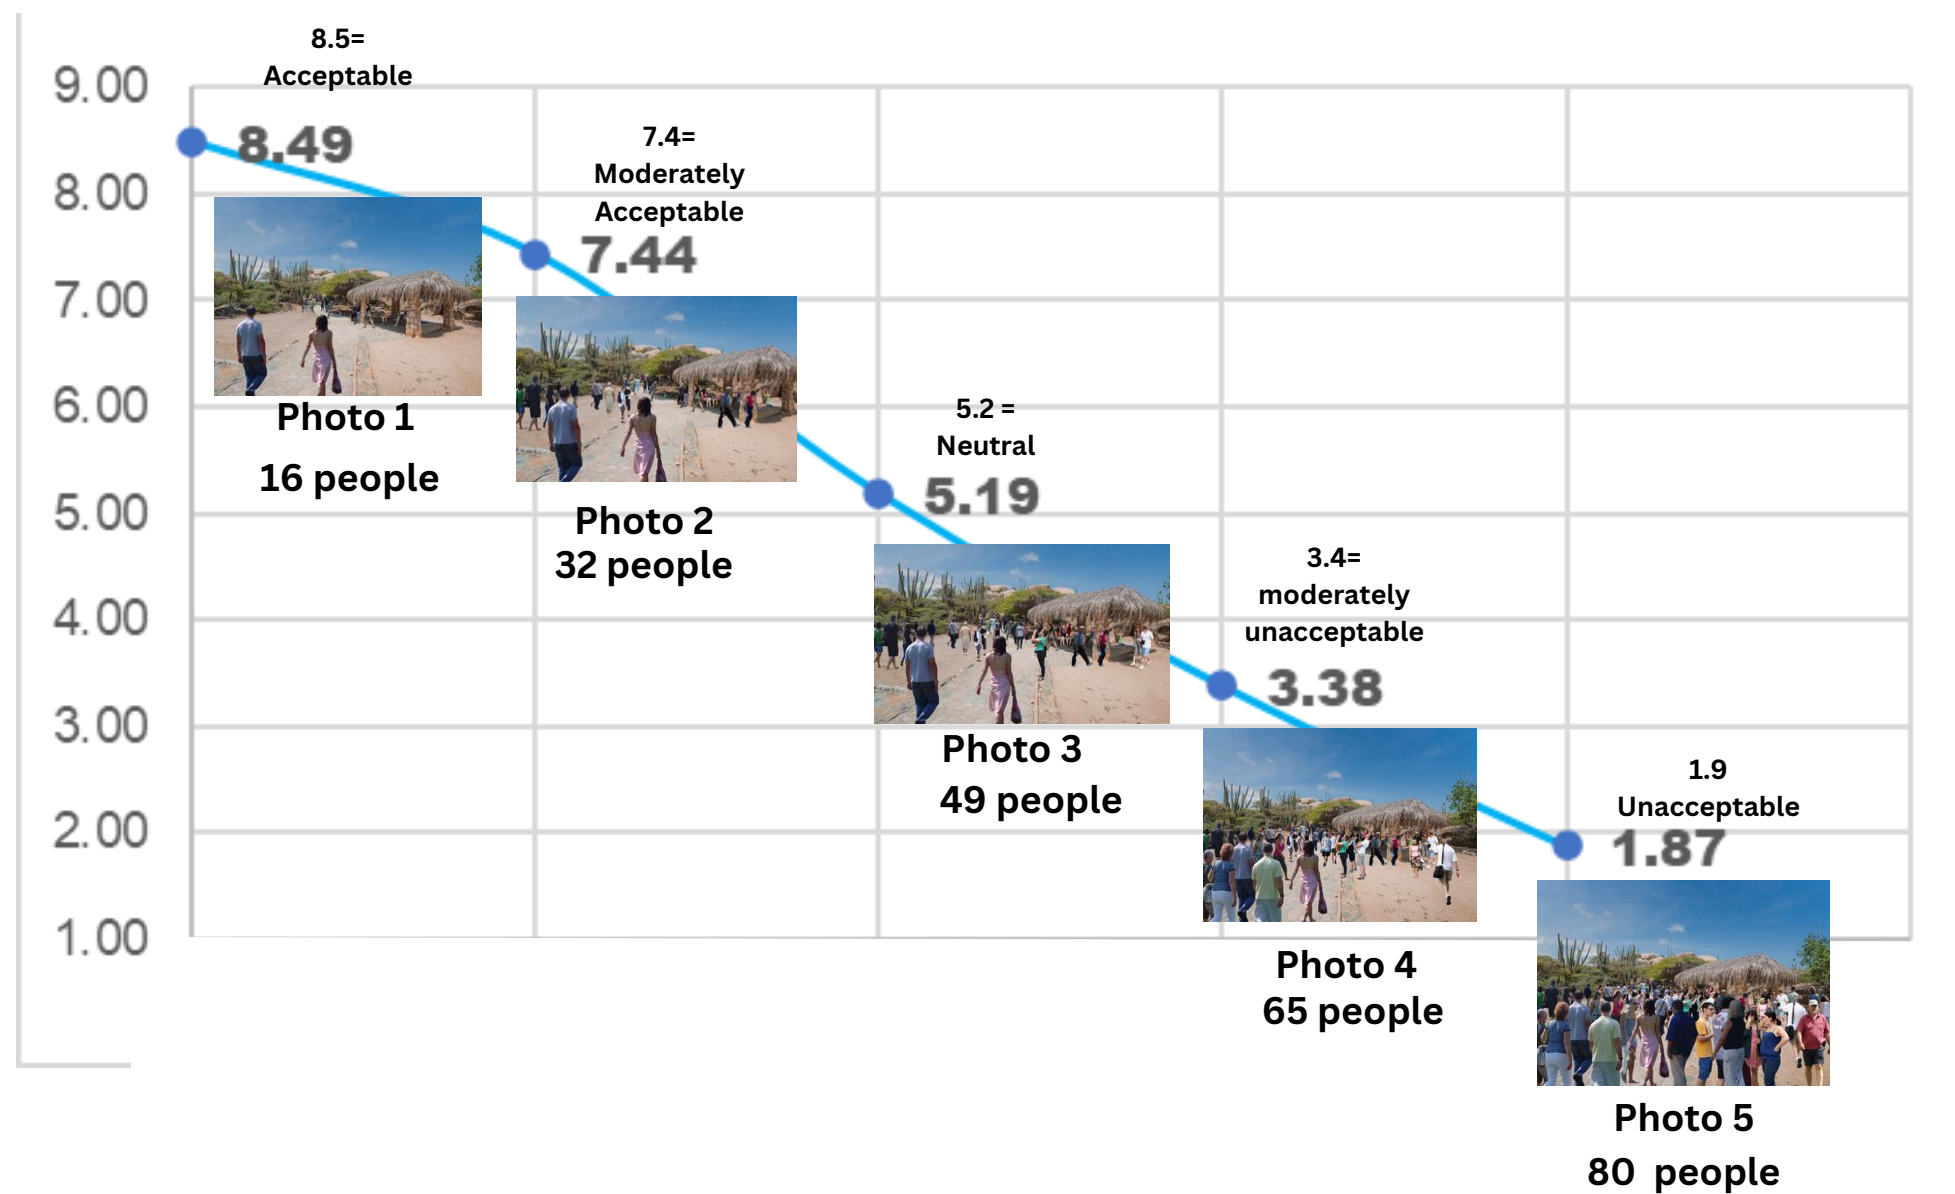 8.5=
Acceptable
9.00
8.49
7.4=
Moderately
Acceptable
8.00
7.44
7.00
6.00
Photo 1
16 people
5.2 =
Neutral
5.19
5.00
Photo 2
32 people
3.4=
moderately
unacceptable
4.00
3.38
3.00
Photo 3
49 people
1.9
Unacceptable
2.00
1.87
1.00
Photo 4
65 people
Photo 5
80  people